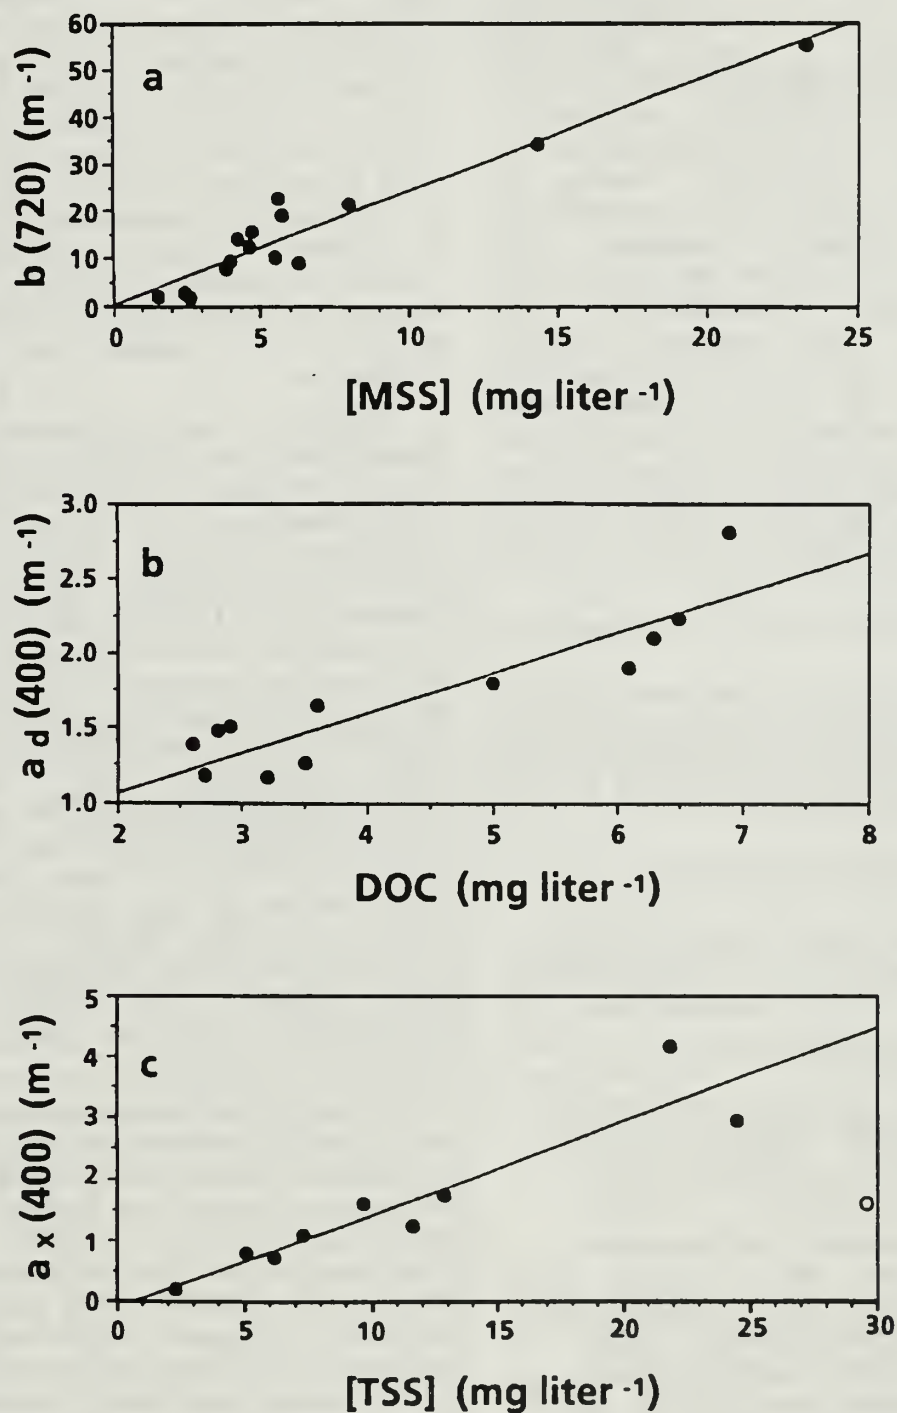 a
b (720) (m -1)
60
50
40
30
20
10
0
0 5 10 15 20 25
[MSS] (mg liter -1)
b
a d (400) (m -1)
3.0
2.5
2.0
1.5
1.0
2 3 4 5 6 7 8
DOC (mg liter -1)
c
a x (400) (m -1)
5
4
3
2
1
0
0 5 10 15 20 25 30
[TSS] (mg liter -1)